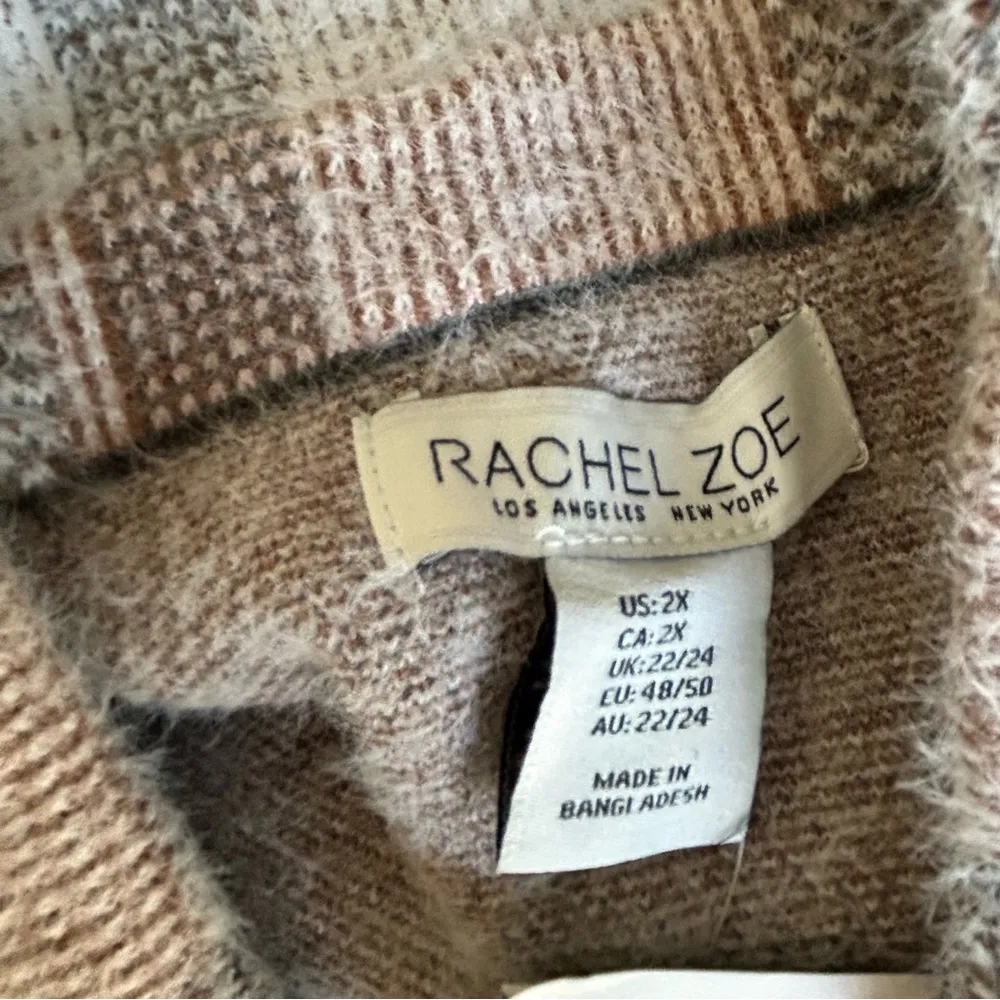 RACHEL ZOE
LOS ANGELES NEW YORK
US: 2X
CA: 2X
UK: 22/24
EU: 48/50
AU: 22/24
MADE IN
BANGLADESH